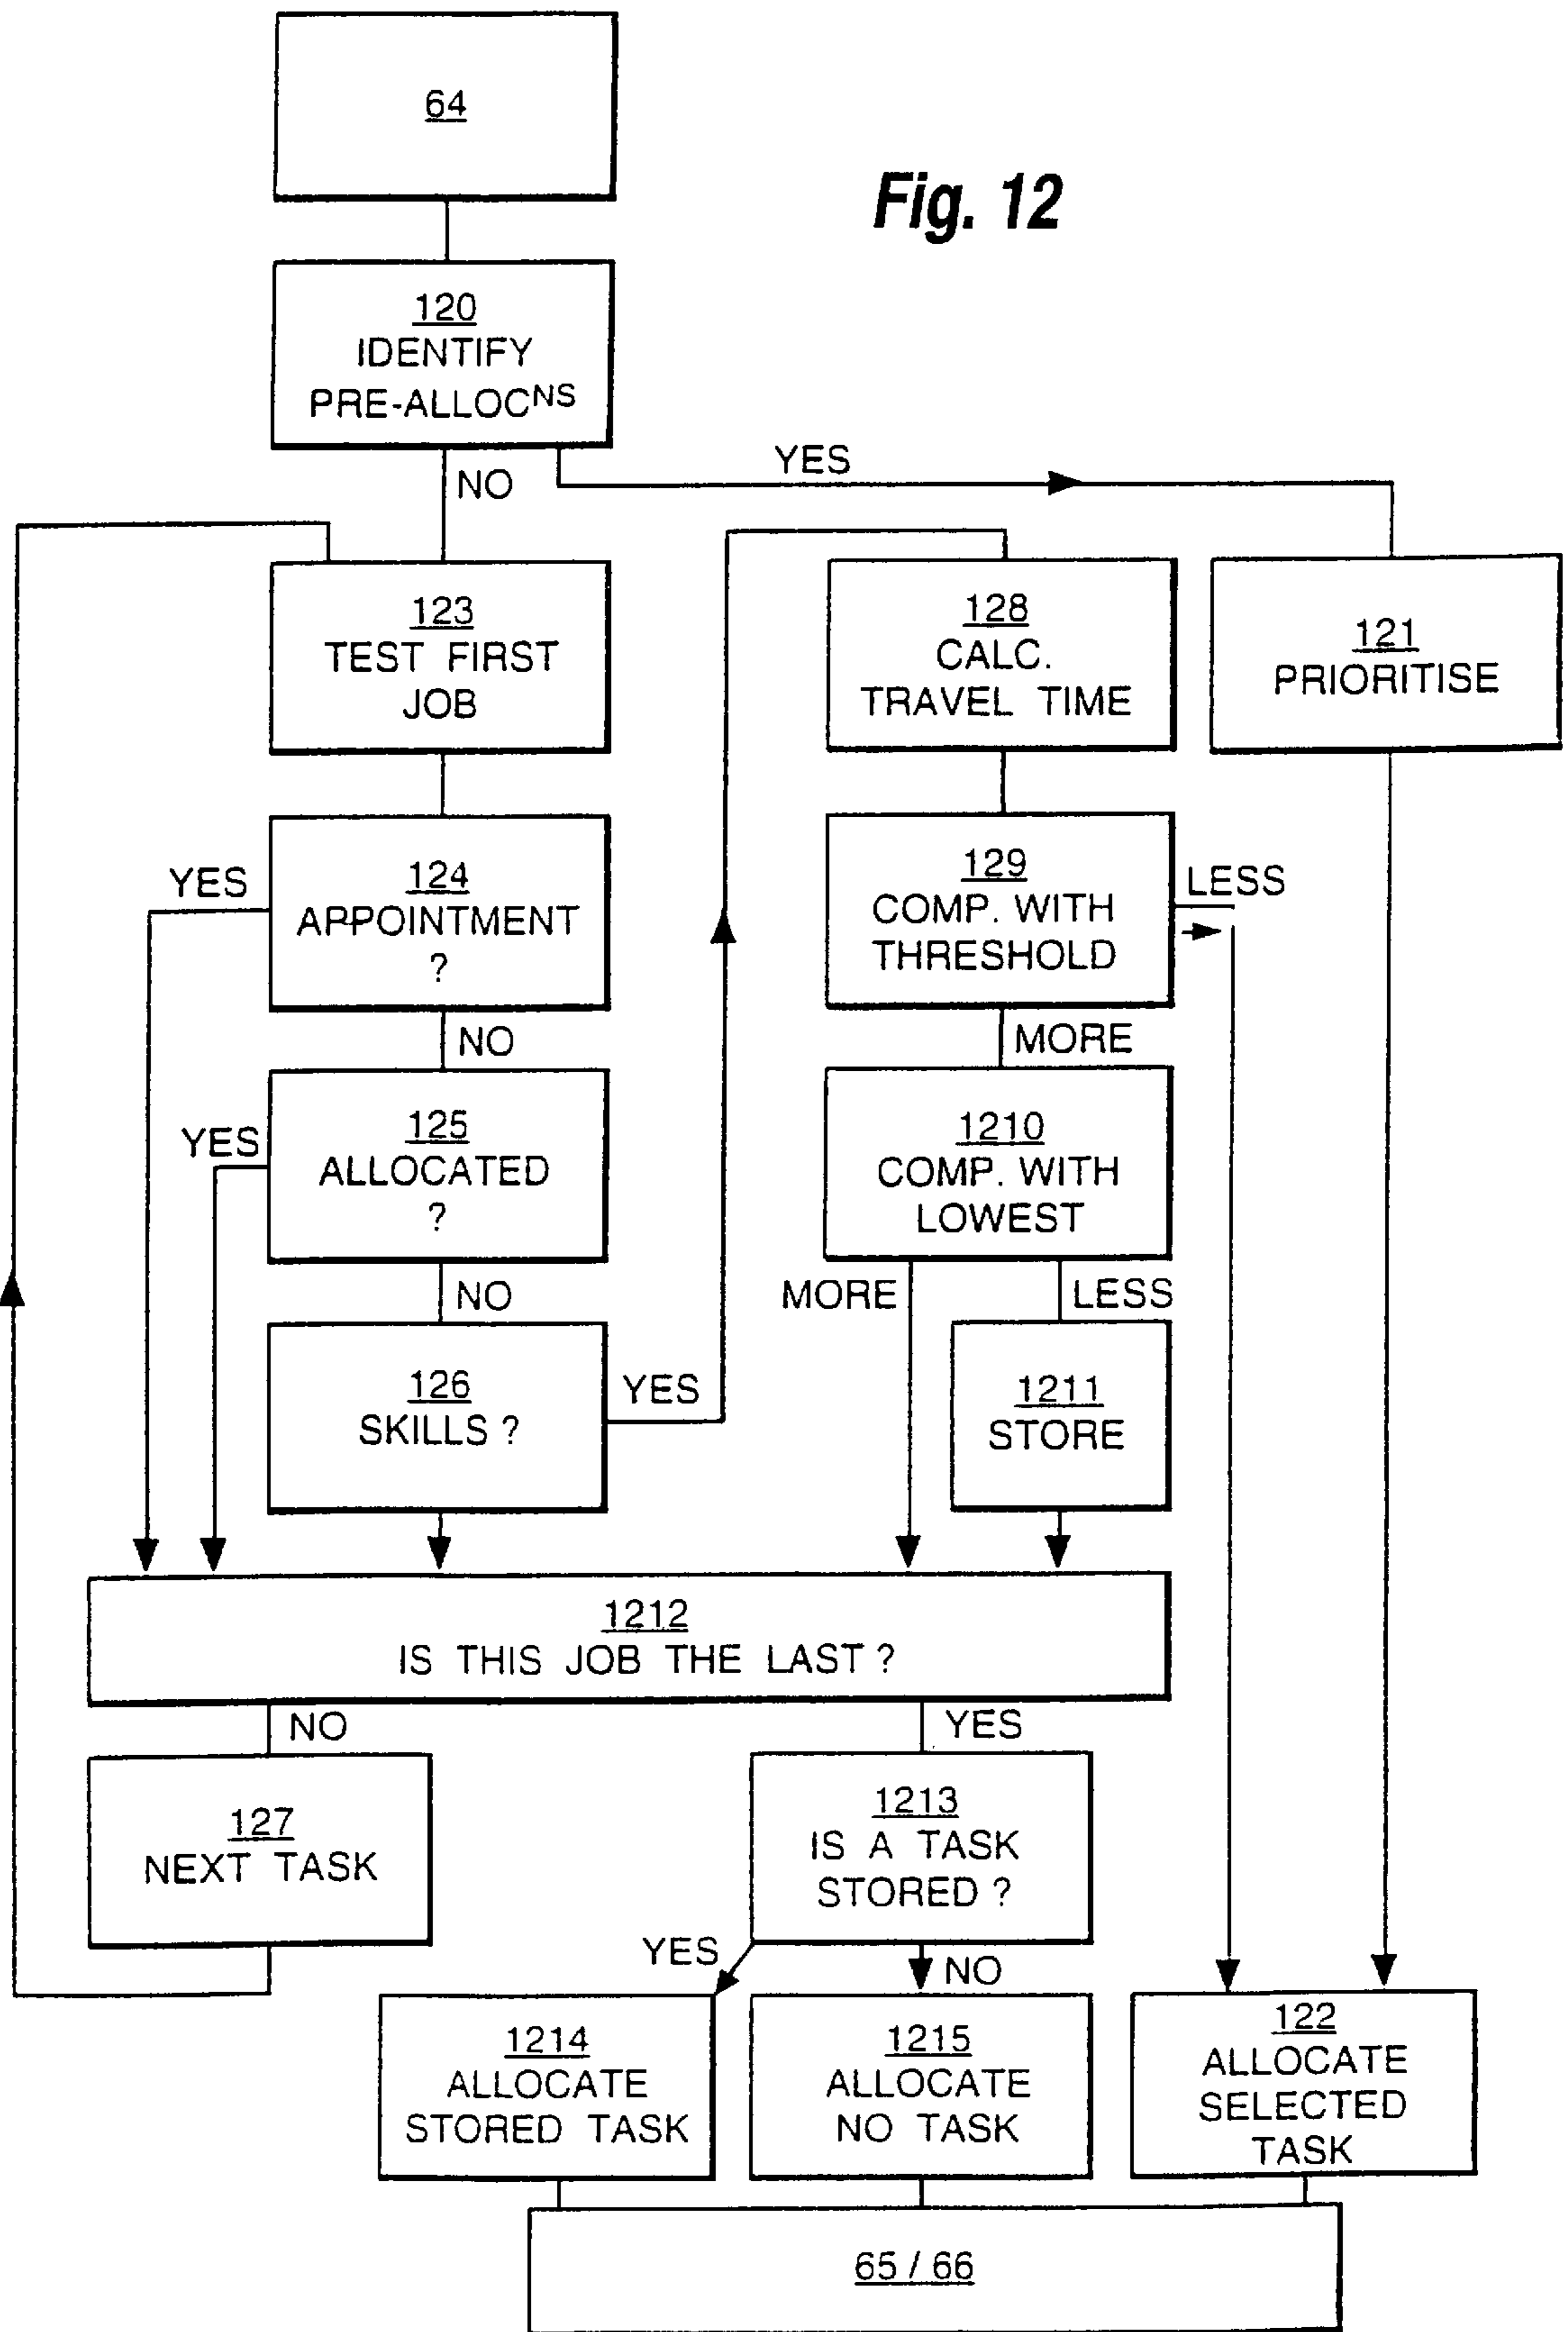 64
Fig. 12
120
IDENTIFY
PRE-ALLOCNS
YES
NO
123
TEST FIRST
JOB
128
CALC.
TRAVEL TIME
121
PRIORITISE
YES
124
APPOINTMENT
?
129
COMP. WITH
THRESHOLD
LESS
NO
MORE
YES
125
ALLOCATED
?
1210
COMP. WITH
LOWEST
NO
MORE
LESS
126
SKILLS ?
YES
1211
STORE
1212
IS THIS JOB THE LAST ?
NO
YES
127
NEXT TASK
1213
IS A TASK
STORED ?
YES
NO
1214
ALLOCATE
STORED TASK
1215
ALLOCATE
NO TASK
122
ALLOCATE
SELECTED
TASK
65 / 66